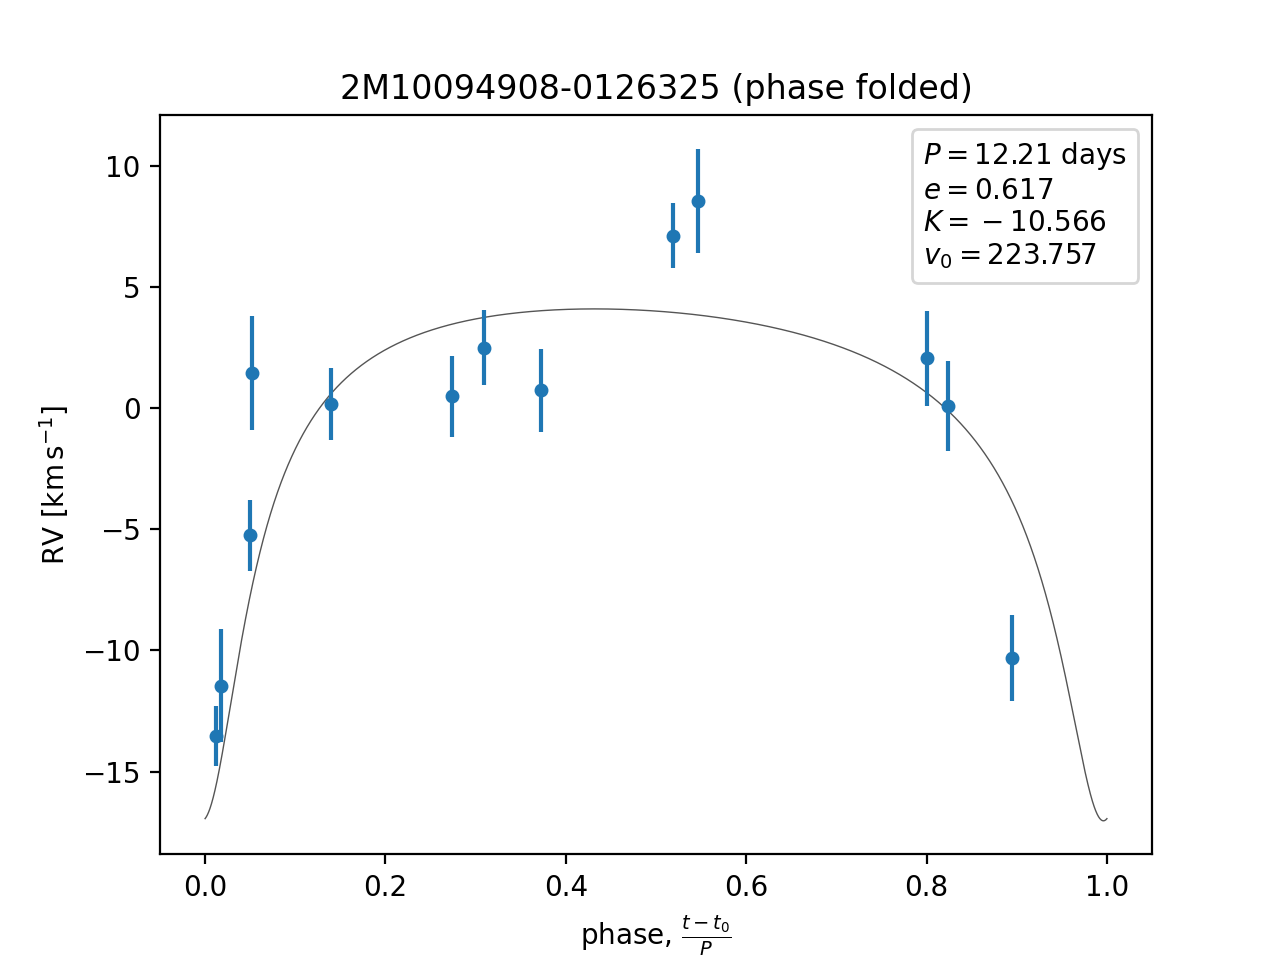 2M10094908-0126325 (phase folded)
P = 12.21 days
e = 0.617
K = −10.566
v₀ = 223.757
RV [km s⁻¹]
10
5
0
−5
−10
−15
0.0 0.2 0.4 0.6 0.8 1.0
phase, (t − t₀)/P